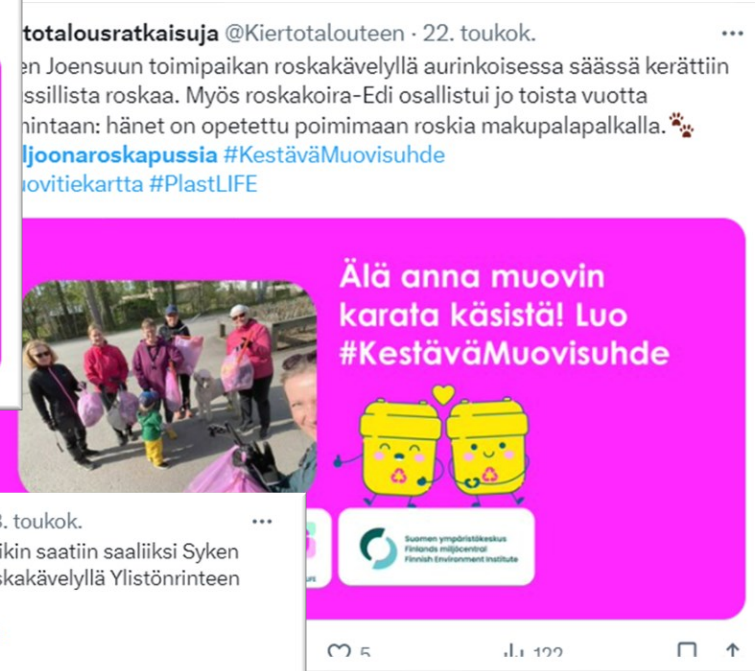 totalousratkaisuja @Kiertotalouteen · 22. toukok.
en Joensuun toimipaikan roskakävelyllä aurinkoisessa säässä kerättiin
ssillista roskaa. Myös roskakoira-Edi osallistui jo toista vuotta
mintaan: hänet on opetettu poimimaan roskia makupalapalkalla.
ljoonaroskapussia #KestäväMuovisuhde
uovitiekartta #PlastLIFE
Älä anna muovin
karata käsistä! Luo
#KestäväMuovisuhde
Suomen ympäristökeskus
Finlands miljöcentral
Finnish Environment Institute
3. toukok.
ikin saatiin saaliiksi Syken
skakävelyllä Ylistönrinteen
5
122